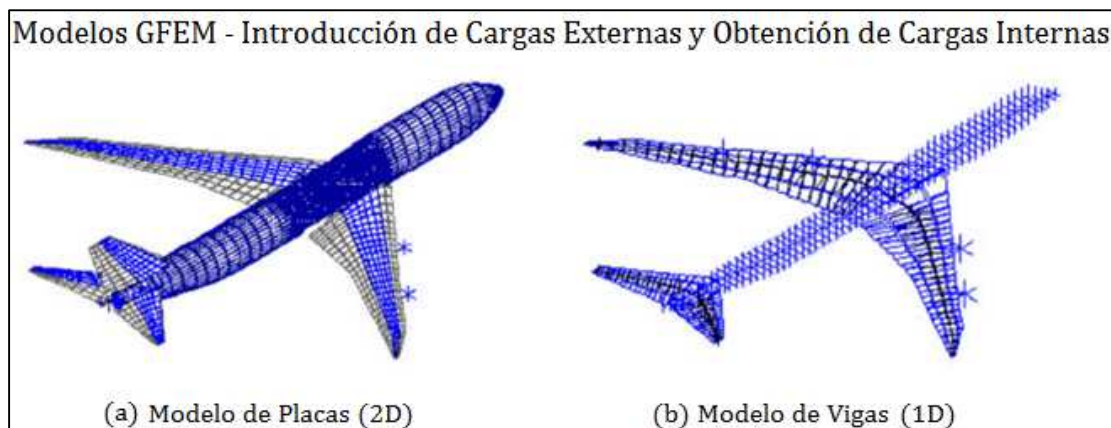 Modelos GFEM - Introducción de Cargas Externas y Obtención de Cargas Internas
(a) Modelo de Placas (2D)
(b) Modelo de Vigas (1D)